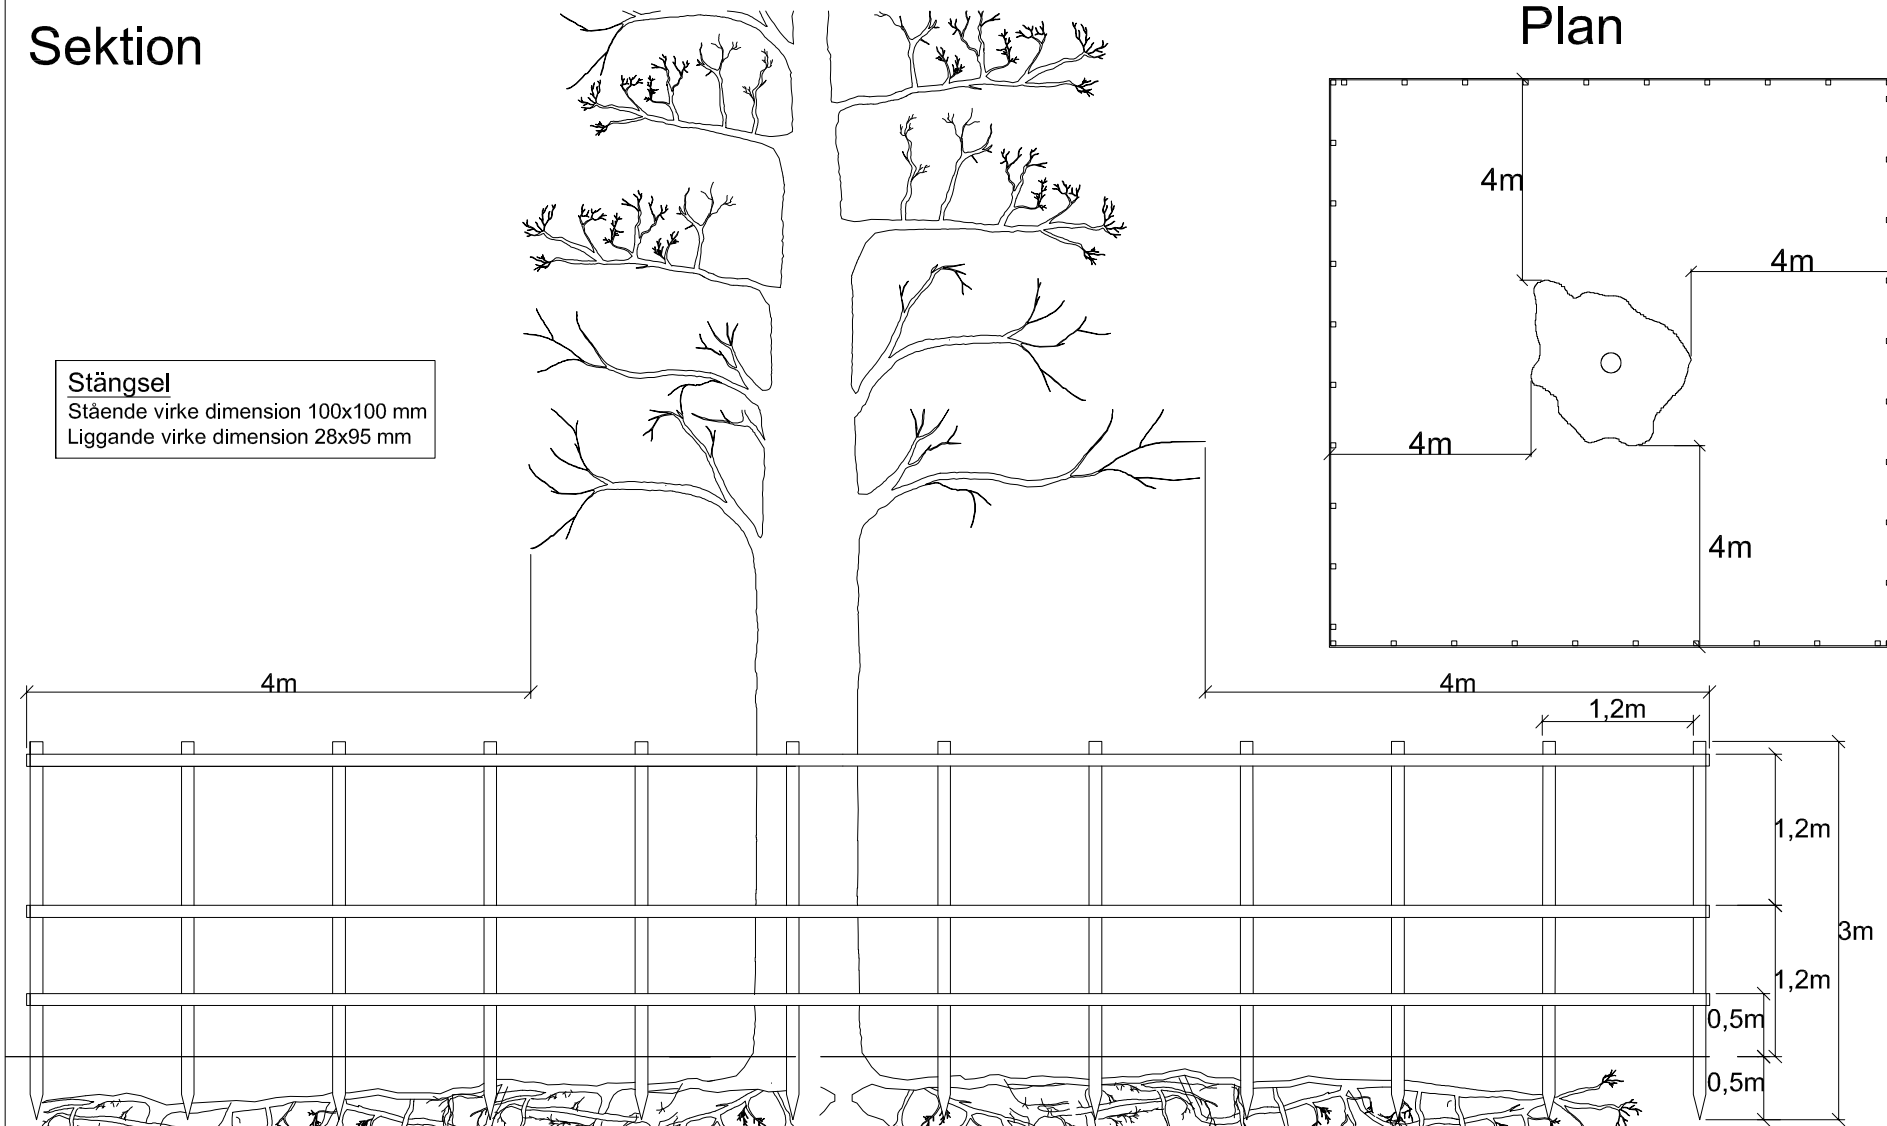 Sektion
Plan
4m
4m
Stängsel
Stående virke dimension 100x100 mm
Liggande virke dimension 28x95 mm
4m
4m
4m
4m
1,2m
1,2m
3m
1,2m
0,5m
0,5m